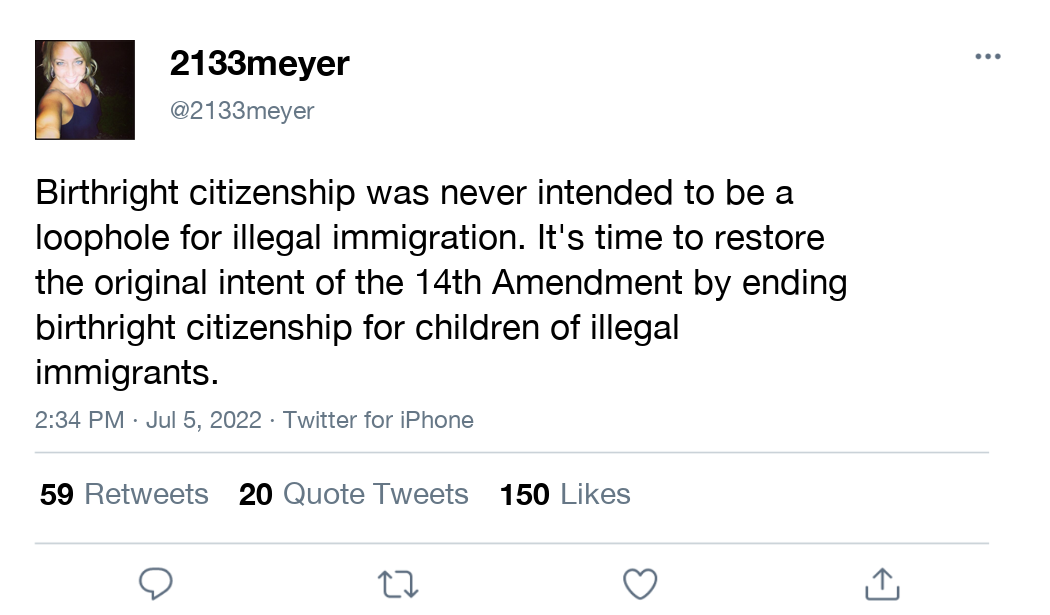 2133meyer
@2133meyer
Birthright citizenship was never intended to be a
loophole for illegal immigration. It's time to restore
the original intent of the 14th Amendment by ending
birthright citizenship for children of illegal
immigrants.
2:34 PM · Jul 5, 2022 · Twitter for iPhone
59 Retweets 20 Quote Tweets 150 Likes